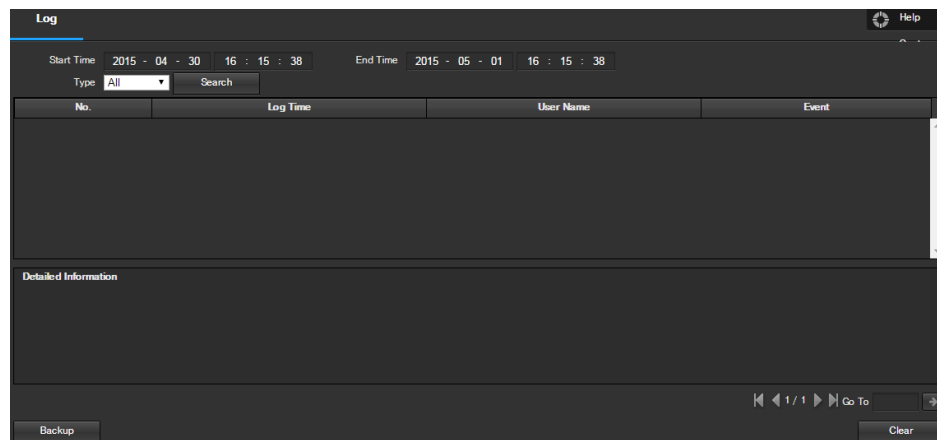 Log Help
Start Time 2015 - 04 - 30 16 : 15 : 38 End Time 2015 - 05 - 01 16 : 15 : 38
Type All Search
No. Log Time User Name Event
Detailed Information
1 / 1 Go To
Backup Clear